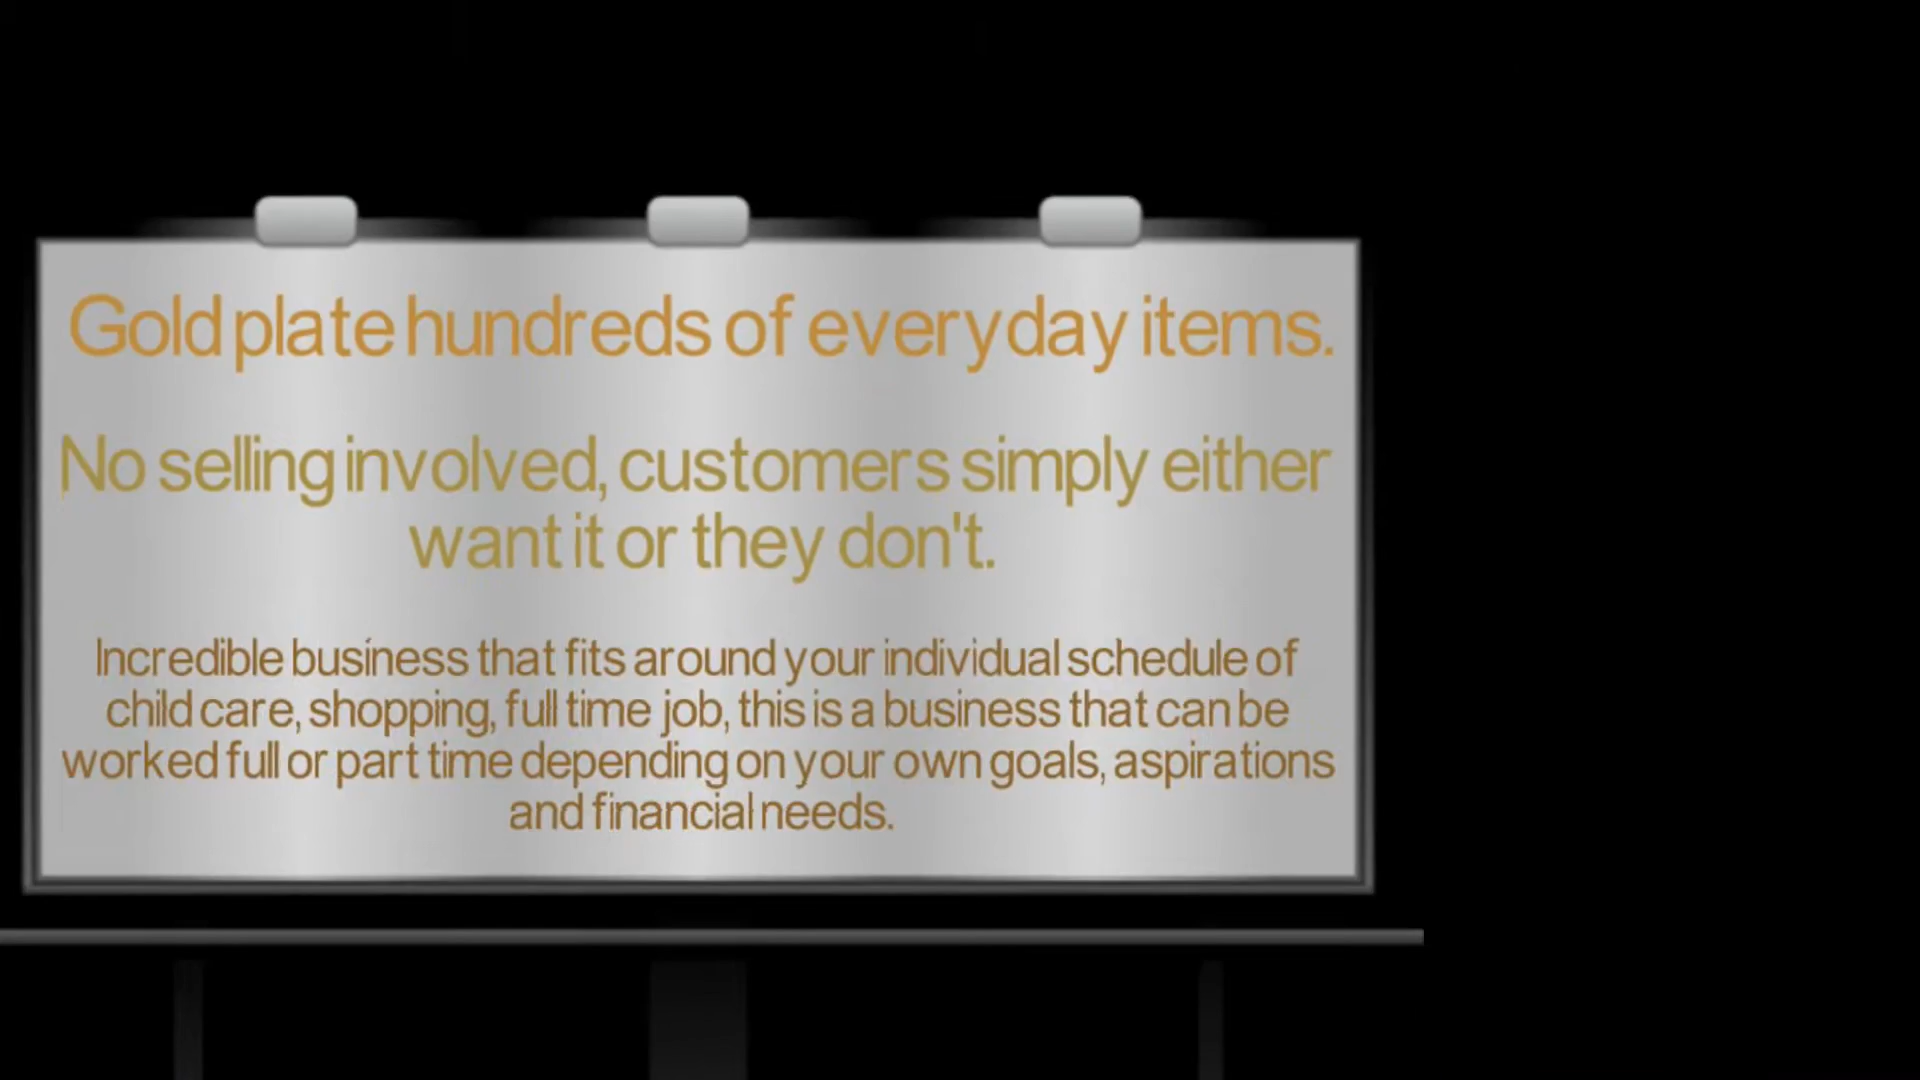 Gold plate hundreds of everyday items.
No selling involved, customers simply either
want it or they don't.
Incredible business that fits around your individual schedule of
child care, shopping, full time job, this is a business that can be
worked full or part time depending on your own goals, aspirations
and financial needs.